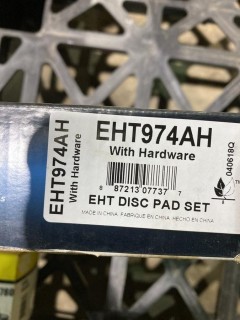 EHT974AH
With Hardware
EHT974AH
With Hardware
8 87213 07737 7
EHT DISC PAD SET
MADE IN CHINA FABRIQUÉ EN CHINA HECHO EN CHINA
040618Q